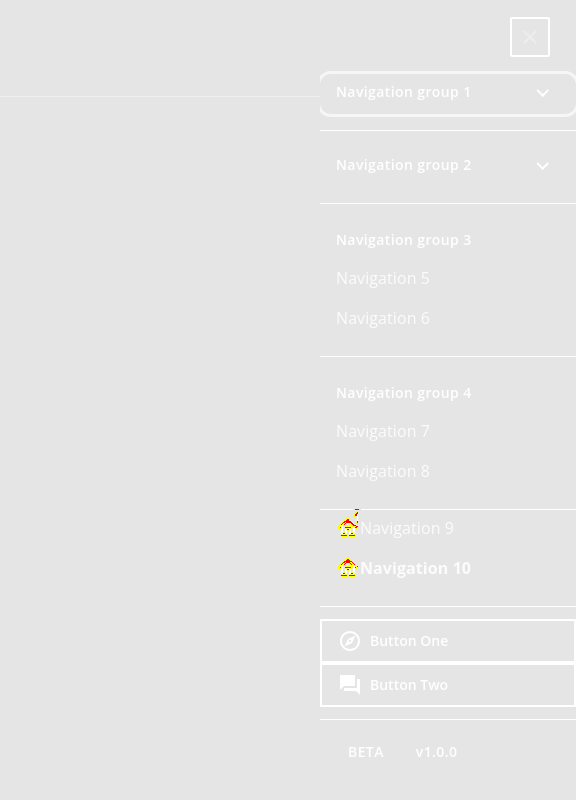 Navigation group 1
Navigation group 2
Navigation group 3
Navigation 5
Navigation 6
Navigation group 4
Navigation 7
Navigation 8
Navigation 9
Navigation 10
Button One
Button Two
BETA v1.0.0